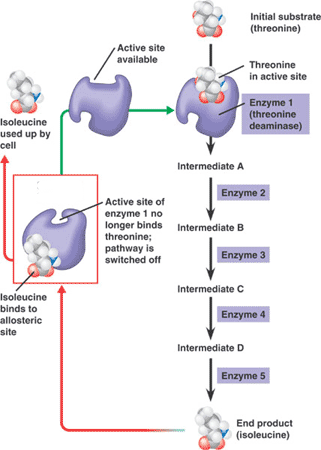 Initial substrate
(threonine)
Active site
available
Threonine
in active site
Isoleucine
used up by
cell
Enzyme 1
(threonine
deaminase)
Intermediate A
Active site of
enzyme 1 no
longer binds
threonine;
pathway is
switched off
Enzyme 2
Intermediate B
Enzyme 3
Isoleucine
binds to
allosteric
site
Intermediate C
Enzyme 4
Intermediate D
Enzyme 5
End product
(isoleucine)